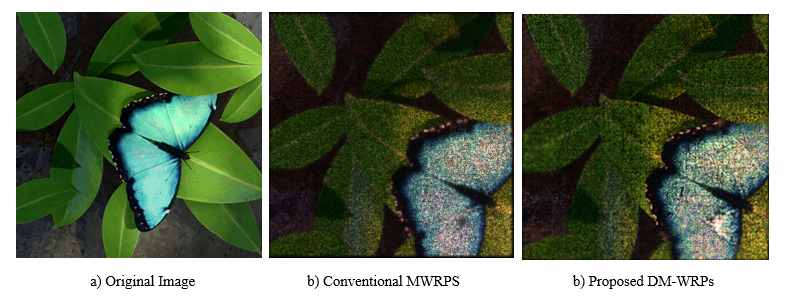 a) Original Image
b) Conventional MWRPS
b) Proposed DM-WRPs